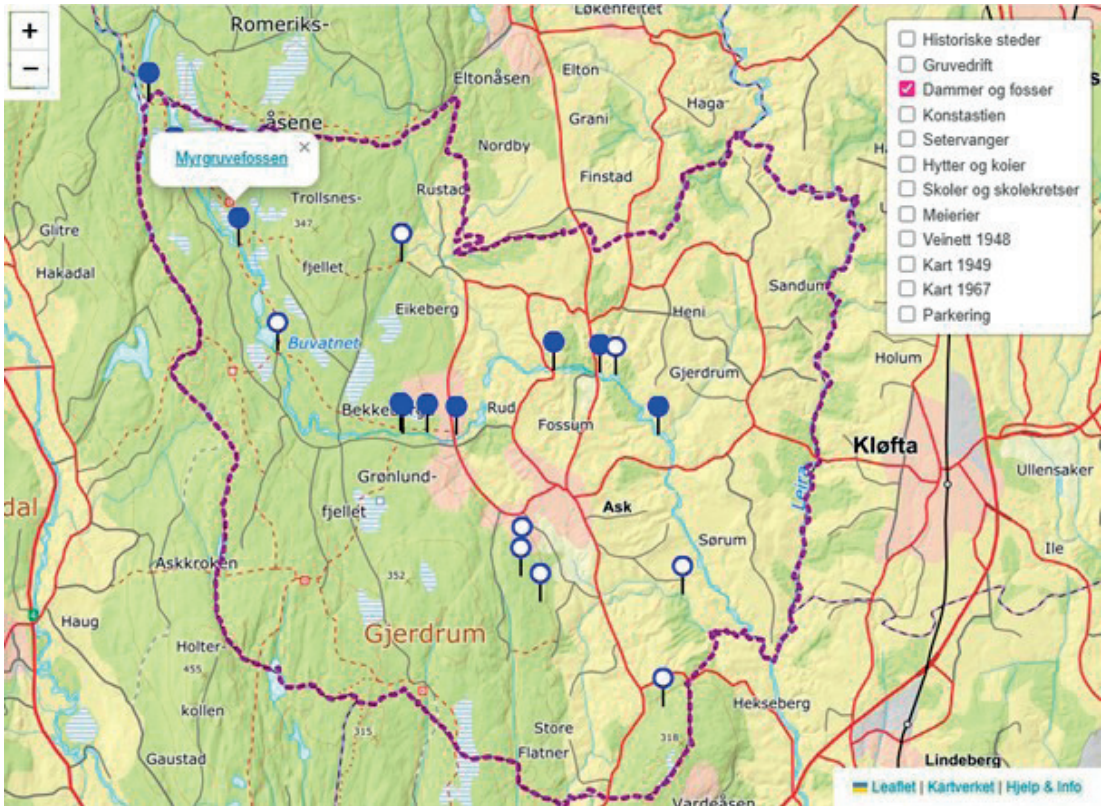 +
−
Romeriks-
åsene
Løkenfeltet
Eltonåsen
Elton
Grani
Haga
Nordby
Finstad
Rustad
Myrgruvefossen
×
Trollsnes-
347
fjellet
Glitre
Hakadal
Eikeberg
Buvatnet
Heni
Sandum
Gjerdrum
Holum
Rud
Fossum
Kløfta
Ullensaker
Grønlund-
fjellet
Ask
Leira
Sørum
Ile
Askkroken
352
Haug
Gjerdrum
Holter-
455
kollen
315
Gaustad
Store
Flatner
318
Hekseberg
Lindeberg
Vardeåsen
Historiske steder
Gruvedrift
Dammer og fosser
Konstastien
Setervanger
Hytter og koier
Skoler og skolekretser
Meierier
Veinett 1948
Kart 1949
Kart 1967
Parkering
Leaflet | Kartverket | Hjelp & Info